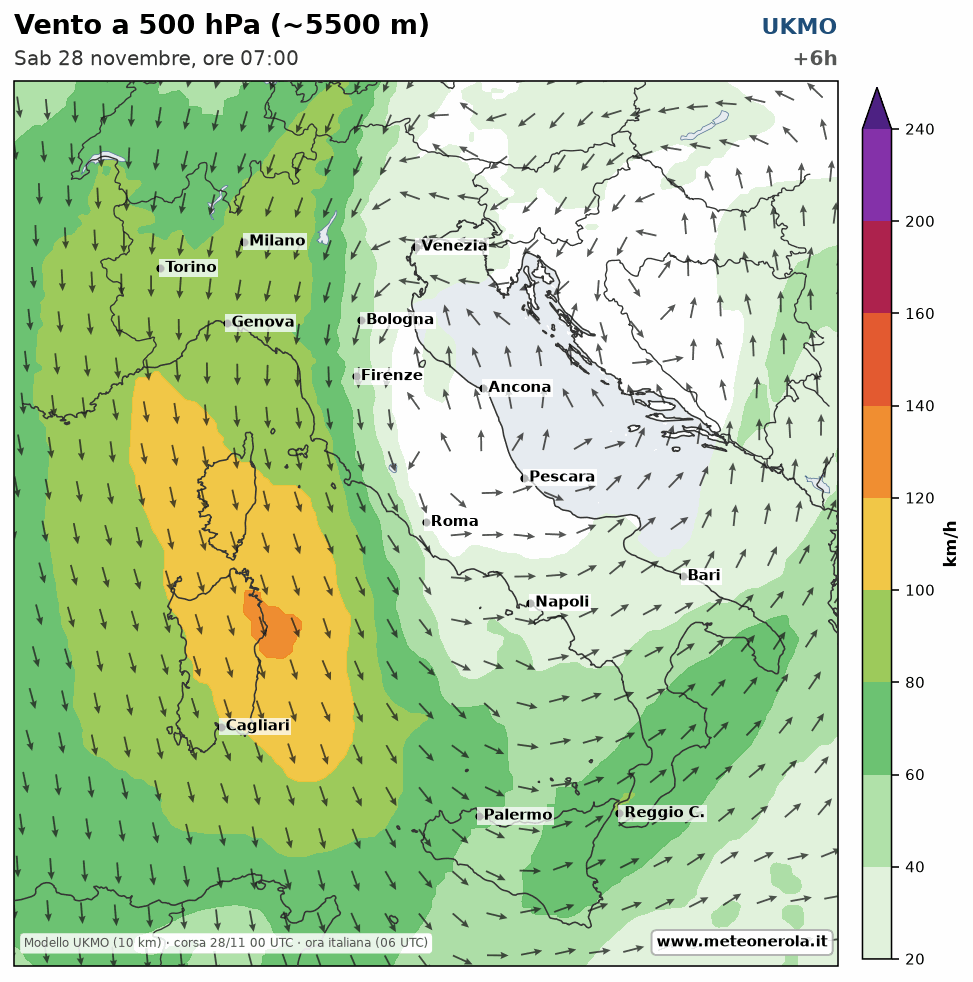 Vento a 500 hPa (~5500 m)
UKMO
Sab 28 novembre, ore 07:00
+6h
240
200
160
140
120
100
80
60
40
20
km/h
Milano
Venezia
Torino
Genova
Bologna
Firenze
Ancona
Pescara
Roma
Bari
Napoli
Cagliari
Palermo
Reggio C.
Modello UKMO (10 km) · corsa 28/11 00 UTC · ora italiana (06 UTC)
www.meteonerola.it